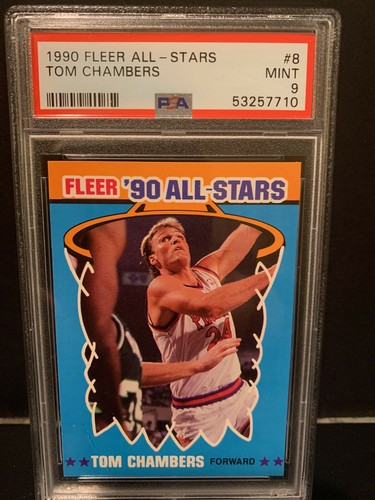 1990 FLEER ALL-STARS #8
TOM CHAMBERS MINT
9
PSA 53257710
FLEER '90 ALL-STARS
24
TOM CHAMBERS FORWARD